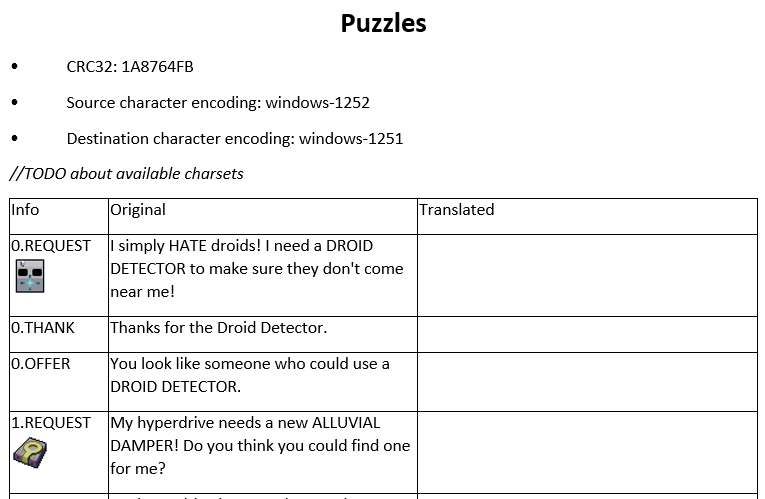 Puzzles
• CRC32: 1A8764FB
• Source character encoding: windows-1252
• Destination character encoding: windows-1251
//TODO about available charsets
Info Original Translated
0.REQUEST I simply HATE droids! I need a DROID
DETECTOR to make sure they don't come
near me!
0.THANK Thanks for the Droid Detector.
0.OFFER You look like someone who could use a
DROID DETECTOR.
1.REQUEST My hyperdrive needs a new ALLUVIAL
DAMPER! Do you think you could find one
for me?